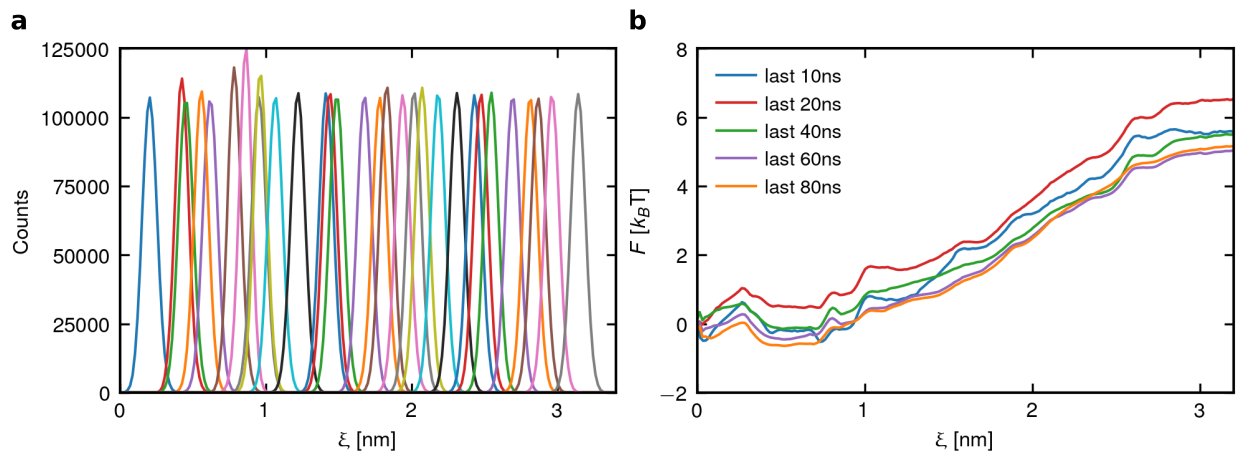 a
125000
100000
75000
50000
25000
0
Counts
0
1
2
3
ξ [nm]
b
8
6
4
2
0
−2
F [k_BT]
last 10ns
last 20ns
last 40ns
last 60ns
last 80ns
0
1
2
3
ξ [nm]